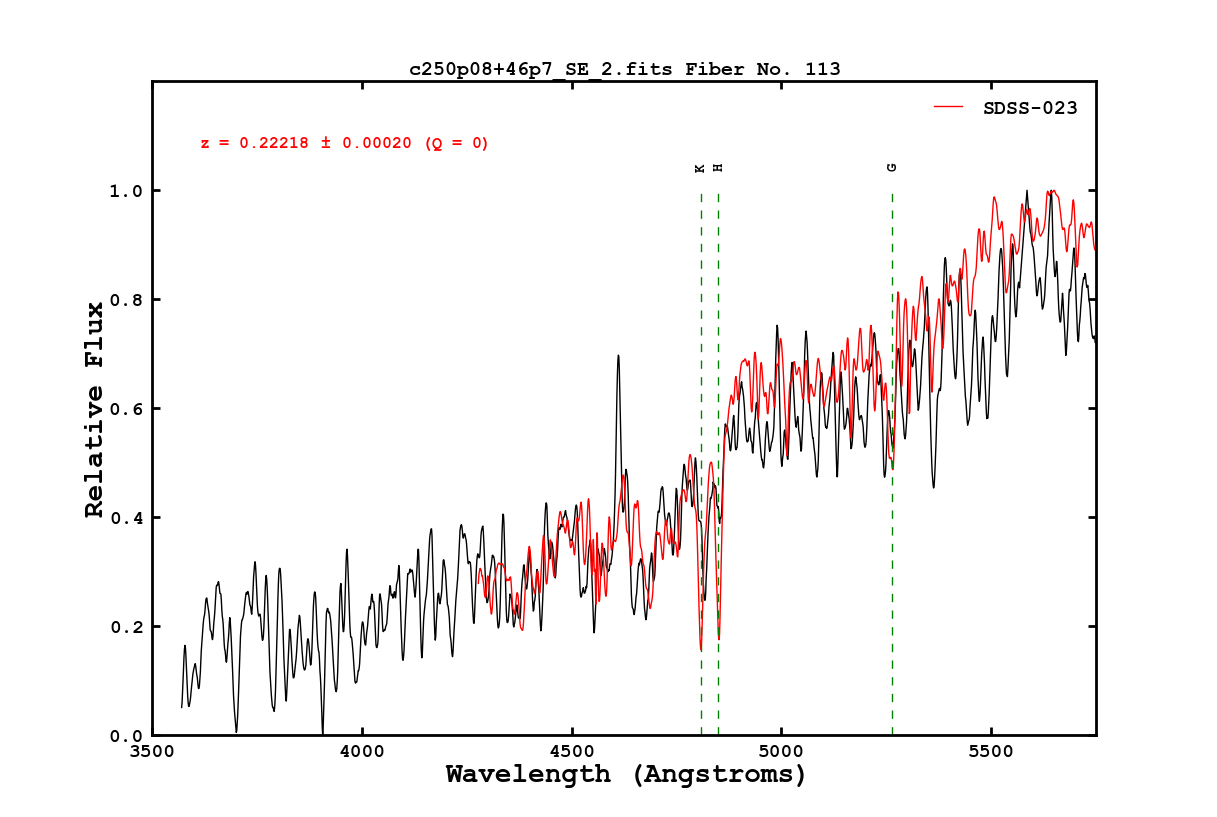 c250p08+46p7_SE_2.fits Fiber No. 113
SDSS-023
z = 0.22218 ± 0.00020 (Q = 0)
K H G
1.0
0.8
0.6
0.4
0.2
0.0
Relative Flux
3500 4000 4500 5000 5500
Wavelength (Angstroms)